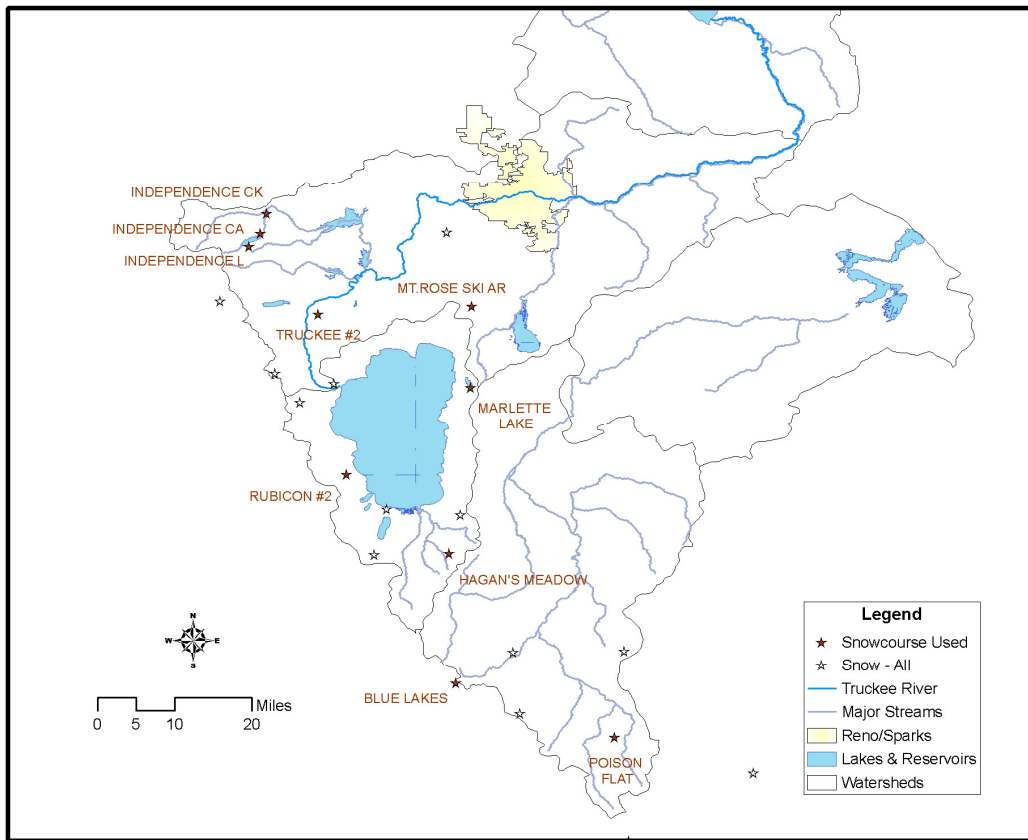 INDEPENDENCE CK
INDEPENDENCE CA
INDEPENDENCE L
MT.ROSE SKI AR
TRUCKEE #2
MARLETTE
LAKE
RUBICON #2
HAGAN'S MEADOW
BLUE LAKES
POISON
FLAT
N
W E
S
Miles
0 5 10 20
Legend
Snowcourse Used
Snow - All
Truckee River
Major Streams
Reno/Sparks
Lakes & Reservoirs
Watersheds